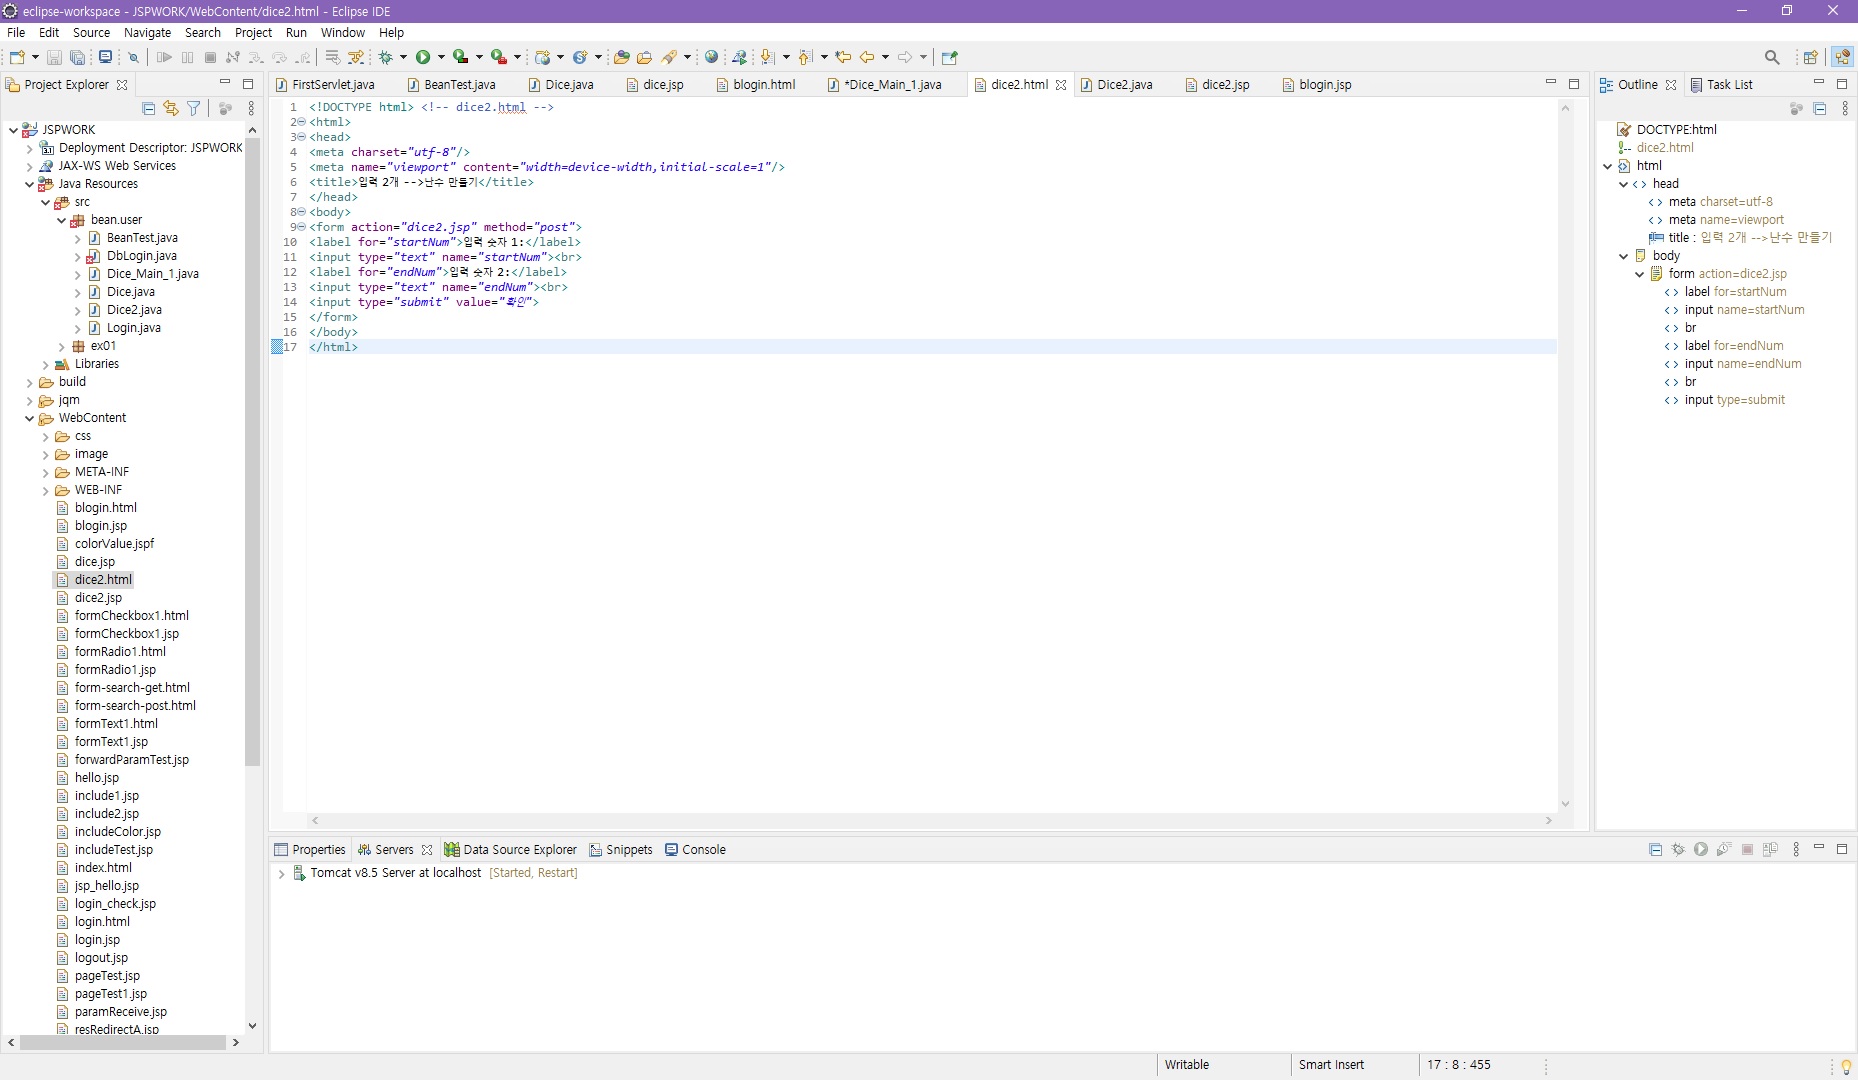 eclipse-workspace - JSPWORK/WebContent/dice2.html - Eclipse IDE
File Edit Source Navigate Search Project Run Window Help
Project Explorer
JSPWORK
Deployment Descriptor: JSPWORK
JAX-WS Web Services
Java Resources
src
bean.user
BeanTest.java
DbLogin.java
Dice_Main_1.java
Dice.java
Dice2.java
Login.java
ex01
Libraries
build
jqm
WebContent
css
image
META-INF
WEB-INF
blogin.html
blogin.jsp
colorValue.jspf
dice.jsp
dice2.html
dice2.jsp
formCheckbox1.html
formCheckbox1.jsp
formRadio1.html
formRadio1.jsp
form-search-get.html
form-search-post.html
formText1.html
formText1.jsp
forwardParamTest.jsp
hello.jsp
include1.jsp
include2.jsp
includeColor.jsp
includeTest.jsp
index.html
jsp_hello.jsp
login_check.jsp
login.html
login.jsp
logout.jsp
pageTest.jsp
pageTest1.jsp
paramReceive.jsp
resRedirectA.jsp
FirstServlet.java BeanTest.java Dice.java dice.jsp blogin.html *Dice_Main_1.java dice2.html Dice2.java dice2.jsp blogin.jsp
1 <!DOCTYPE html> <!-- dice2.html -->
2 <html>
3 <head>
4 <meta charset="utf-8"/>
5 <meta name="viewport" content="width=device-width,initial-scale=1"/>
6 <title>입력 2개 -->난수 만들기</title>
7 </head>
8 <body>
9 <form action="dice2.jsp" method="post">
10 <label for="startNum">입력 숫자 1:</label>
11 <input type="text" name="startNum"><br>
12 <label for="endNum">입력 숫자 2:</label>
13 <input type="text" name="endNum"><br>
14 <input type="submit" value="확인">
15 </form>
16 </body>
17 </html>
Outline Task List
DOCTYPE:html
dice2.html
html
head
meta charset=utf-8
meta name=viewport
title : 입력 2개 -->난수 만들기
body
form action=dice2.jsp
label for=startNum
input name=startNum
br
label for=endNum
input name=endNum
br
input type=submit
Properties Servers Data Source Explorer Snippets Console
Tomcat v8.5 Server at localhost [Started, Restart]
Writable Smart Insert 17 : 8 : 455